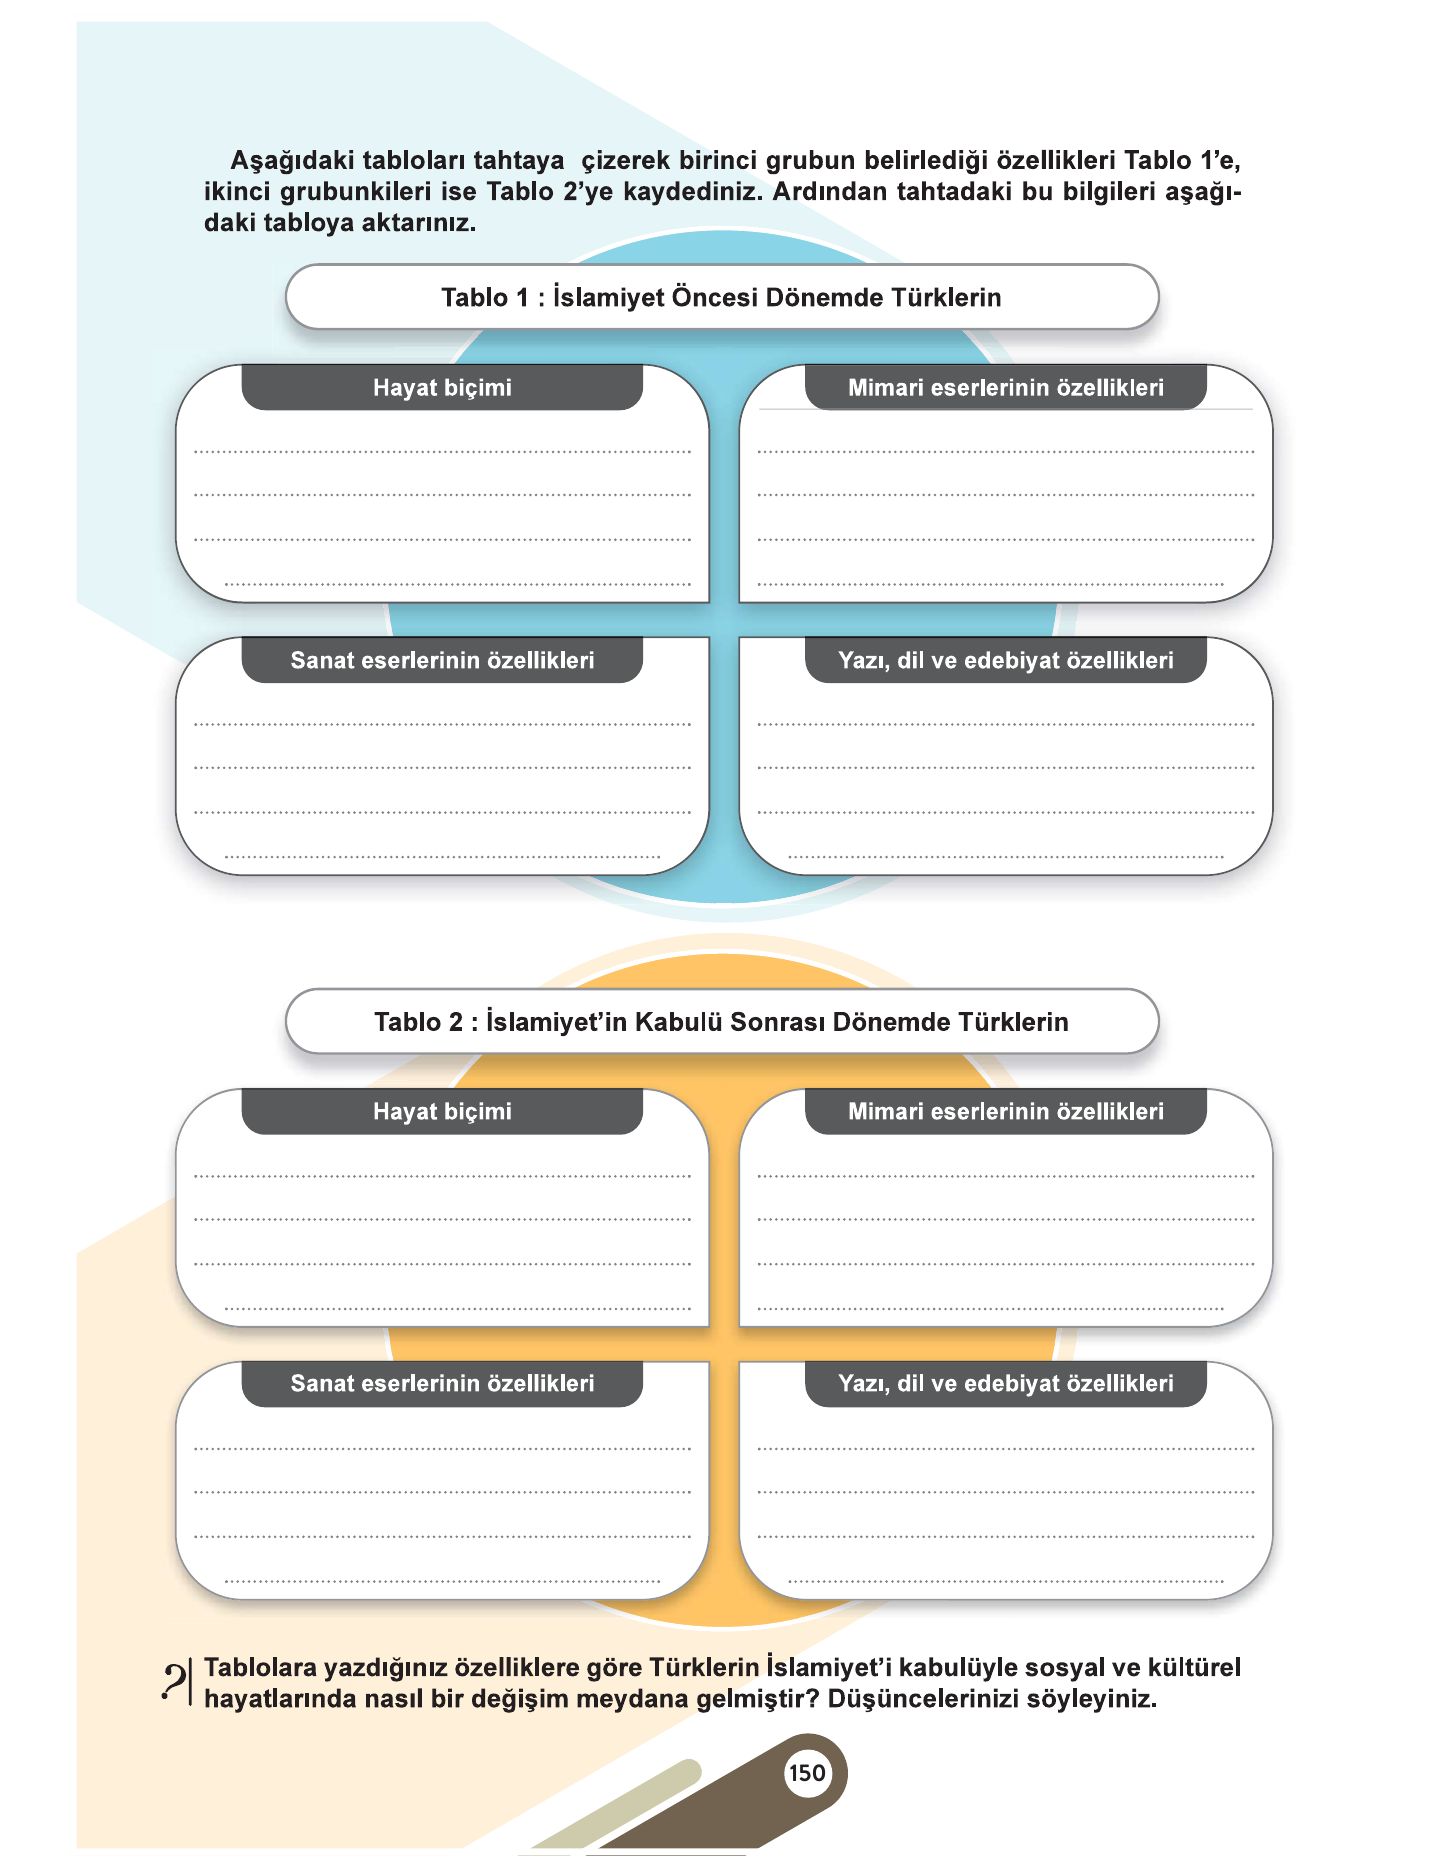 Aşağıdaki tabloları tahtaya çizerek birinci grubun belirlediği özellikleri Tablo 1’e,
ikinci grubunkileri ise Tablo 2’ye kaydediniz. Ardından tahtadaki bu bilgileri aşağı-
daki tabloya aktarınız.
Tablo 1 : İslamiyet Öncesi Dönemde Türklerin
Hayat biçimi
Mimari eserlerinin özellikleri
Sanat eserlerinin özellikleri
Yazı, dil ve edebiyat özellikleri
Tablo 2 : İslamiyet’in Kabulü Sonrası Dönemde Türklerin
Hayat biçimi
Mimari eserlerinin özellikleri
Sanat eserlerinin özellikleri
Yazı, dil ve edebiyat özellikleri
? Tablolara yazdığınız özelliklere göre Türklerin İslamiyet’i kabulüyle sosyal ve kültürel
hayatlarında nasıl bir değişim meydana gelmiştir? Düşüncelerinizi söyleyiniz.
150